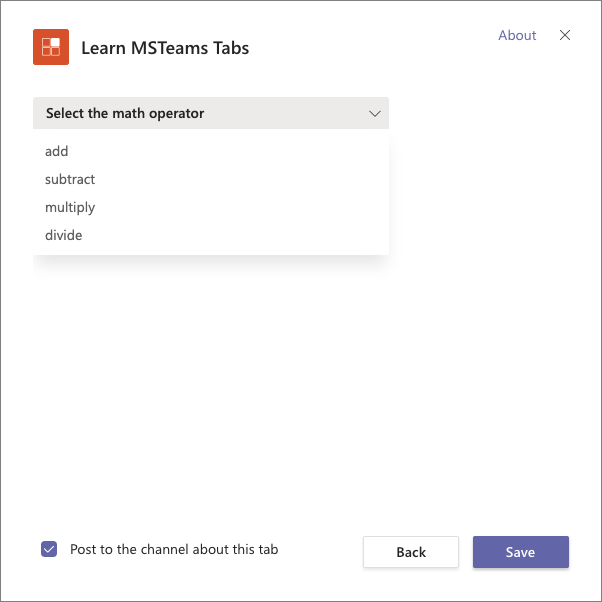 Learn MSTeams Tabs
About
Select the math operator
add
subtract
multiply
divide
Post to the channel about this tab
Back
Save